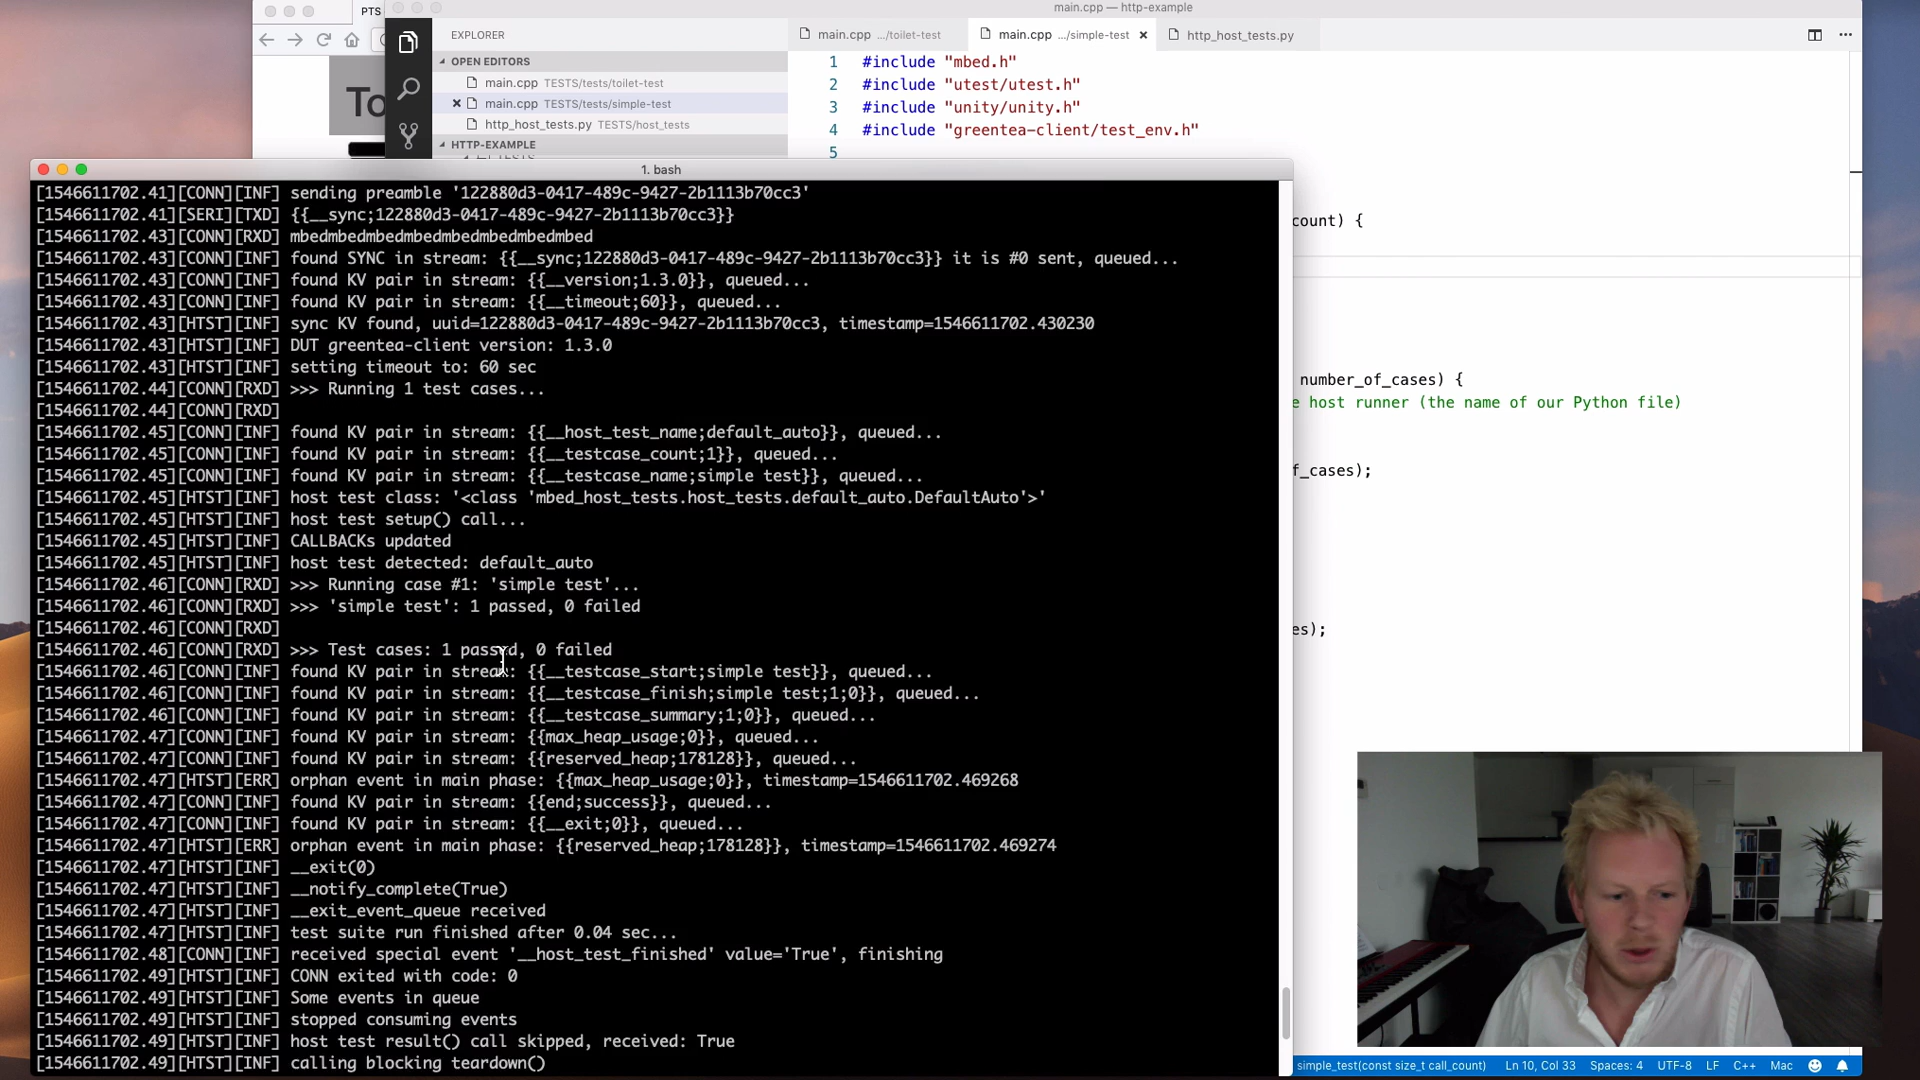 PTS
To
main.cpp — http-example
EXPLORER
OPEN EDITORS
main.cpp TESTS/tests/toilet-test
main.cpp TESTS/tests/simple-test
http_host_tests.py TESTS/host_tests
HTTP-EXAMPLE
main.cpp .../toilet-test
main.cpp .../simple-test
http_host_tests.py
1 #include "mbed.h"
2 #include "utest/utest.h"
3 #include "unity/unity.h"
4 #include "greentea-client/test_env.h"
5
count) {
number_of_cases) {
e host runner (the name of our Python file)
f_cases);
es);
1. bash
[1546611702.41][CONN][INF] sending preamble '122880d3-0417-489c-9427-2b1113b70cc3'
[1546611702.41][SERI][TXD] {{__sync;122880d3-0417-489c-9427-2b1113b70cc3}}
[1546611702.43][CONN][RXD] mbedmbedmbedmbedmbedmbedmbedmbed
[1546611702.43][CONN][INF] found SYNC in stream: {{__sync;122880d3-0417-489c-9427-2b1113b70cc3}} it is #0 sent, queued...
[1546611702.43][CONN][INF] found KV pair in stream: {{__version;1.3.0}}, queued...
[1546611702.43][CONN][INF] found KV pair in stream: {{__timeout;60}}, queued...
[1546611702.43][HTST][INF] sync KV found, uuid=122880d3-0417-489c-9427-2b1113b70cc3, timestamp=1546611702.430230
[1546611702.43][HTST][INF] DUT greentea-client version: 1.3.0
[1546611702.43][HTST][INF] setting timeout to: 60 sec
[1546611702.44][CONN][RXD] >>> Running 1 test cases...
[1546611702.44][CONN][RXD]
[1546611702.45][CONN][INF] found KV pair in stream: {{__host_test_name;default_auto}}, queued...
[1546611702.45][CONN][INF] found KV pair in stream: {{__testcase_count;1}}, queued...
[1546611702.45][CONN][INF] found KV pair in stream: {{__testcase_name;simple test}}, queued...
[1546611702.45][HTST][INF] host test class: '<class 'mbed_host_tests.host_tests.default_auto.DefaultAuto'>'
[1546611702.45][HTST][INF] host test setup() call...
[1546611702.45][HTST][INF] CALLBACKs updated
[1546611702.45][HTST][INF] host test detected: default_auto
[1546611702.46][CONN][RXD] >>> Running case #1: 'simple test'...
[1546611702.46][CONN][RXD] >>> 'simple test': 1 passed, 0 failed
[1546611702.46][CONN][RXD]
[1546611702.46][CONN][RXD] >>> Test cases: 1 passed, 0 failed
[1546611702.46][CONN][INF] found KV pair in stream: {{__testcase_start;simple test}}, queued...
[1546611702.46][CONN][INF] found KV pair in stream: {{__testcase_finish;simple test;1;0}}, queued...
[1546611702.46][CONN][INF] found KV pair in stream: {{__testcase_summary;1;0}}, queued...
[1546611702.46][CONN][INF] found KV pair in stream: {{max_heap_usage;0}}, queued...
[1546611702.47][CONN][INF] found KV pair in stream: {{reserved_heap;178128}}, queued...
[1546611702.47][HTST][ERR] orphan event in main phase: {{max_heap_usage;0}}, timestamp=1546611702.469268
[1546611702.47][CONN][INF] found KV pair in stream: {{end;success}}, queued...
[1546611702.47][CONN][INF] found KV pair in stream: {{__exit;0}}, queued...
[1546611702.47][HTST][ERR] orphan event in main phase: {{reserved_heap;178128}}, timestamp=1546611702.469274
[1546611702.47][HTST][INF] __exit(0)
[1546611702.47][HTST][INF] __notify_complete(True)
[1546611702.47][HTST][INF] __exit_event_queue received
[1546611702.47][HTST][INF] test suite run finished after 0.04 sec...
[1546611702.48][HTST][INF] received special event '__host_test_finished' value='True', finishing
[1546611702.49][HTST][INF] CONN exited with code: 0
[1546611702.49][HTST][INF] Some events in queue
[1546611702.49][HTST][INF] stopped consuming events
[1546611702.49][HTST][INF] host test result() call skipped, received: True
[1546611702.49][HTST][INF] calling blocking teardown()
simple_test(const size_t call_count) Ln 10, Col 33 Spaces: 4 UTF-8 LF C++ Mac